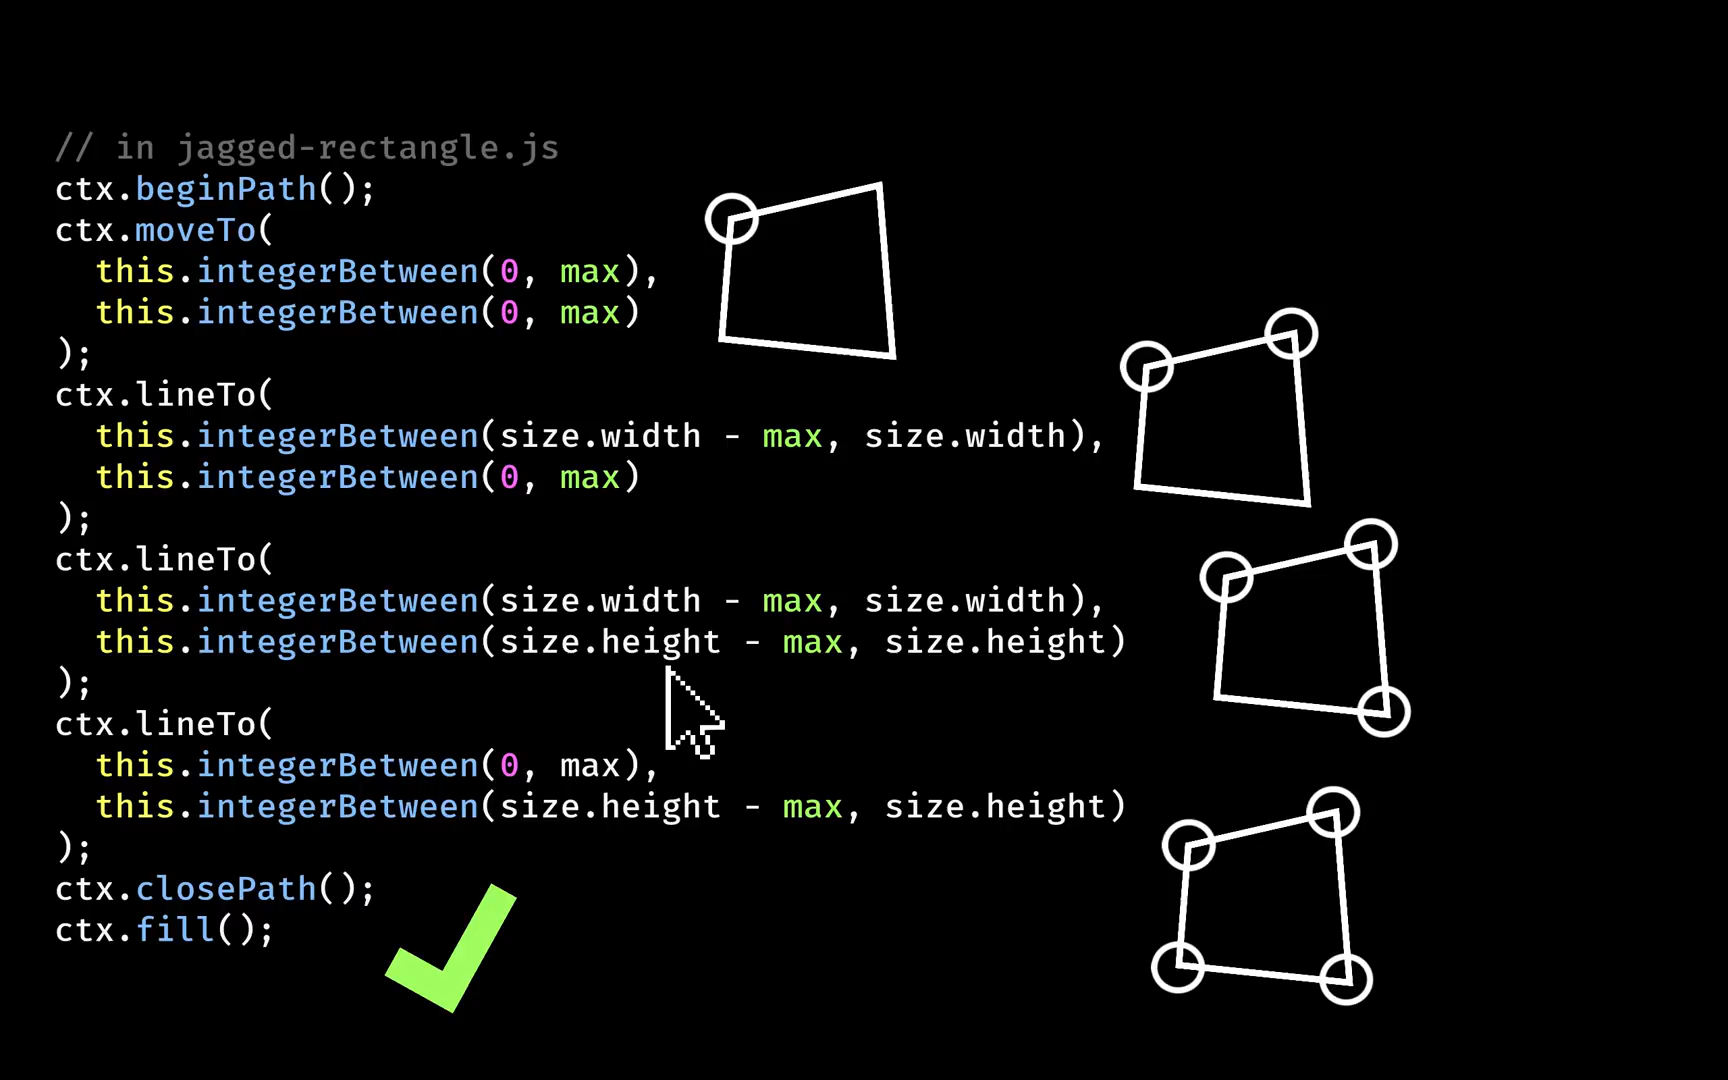 // in jagged-rectangle.js
ctx.beginPath();
ctx.moveTo(
  this.integerBetween(0, max),
  this.integerBetween(0, max)
);
ctx.lineTo(
  this.integerBetween(size.width - max, size.width),
  this.integerBetween(0, max)
);
ctx.lineTo(
  this.integerBetween(size.width - max, size.width),
  this.integerBetween(size.height - max, size.height)
);
ctx.lineTo(
  this.integerBetween(0, max),
  this.integerBetween(size.height - max, size.height)
);
ctx.closePath();
ctx.fill();